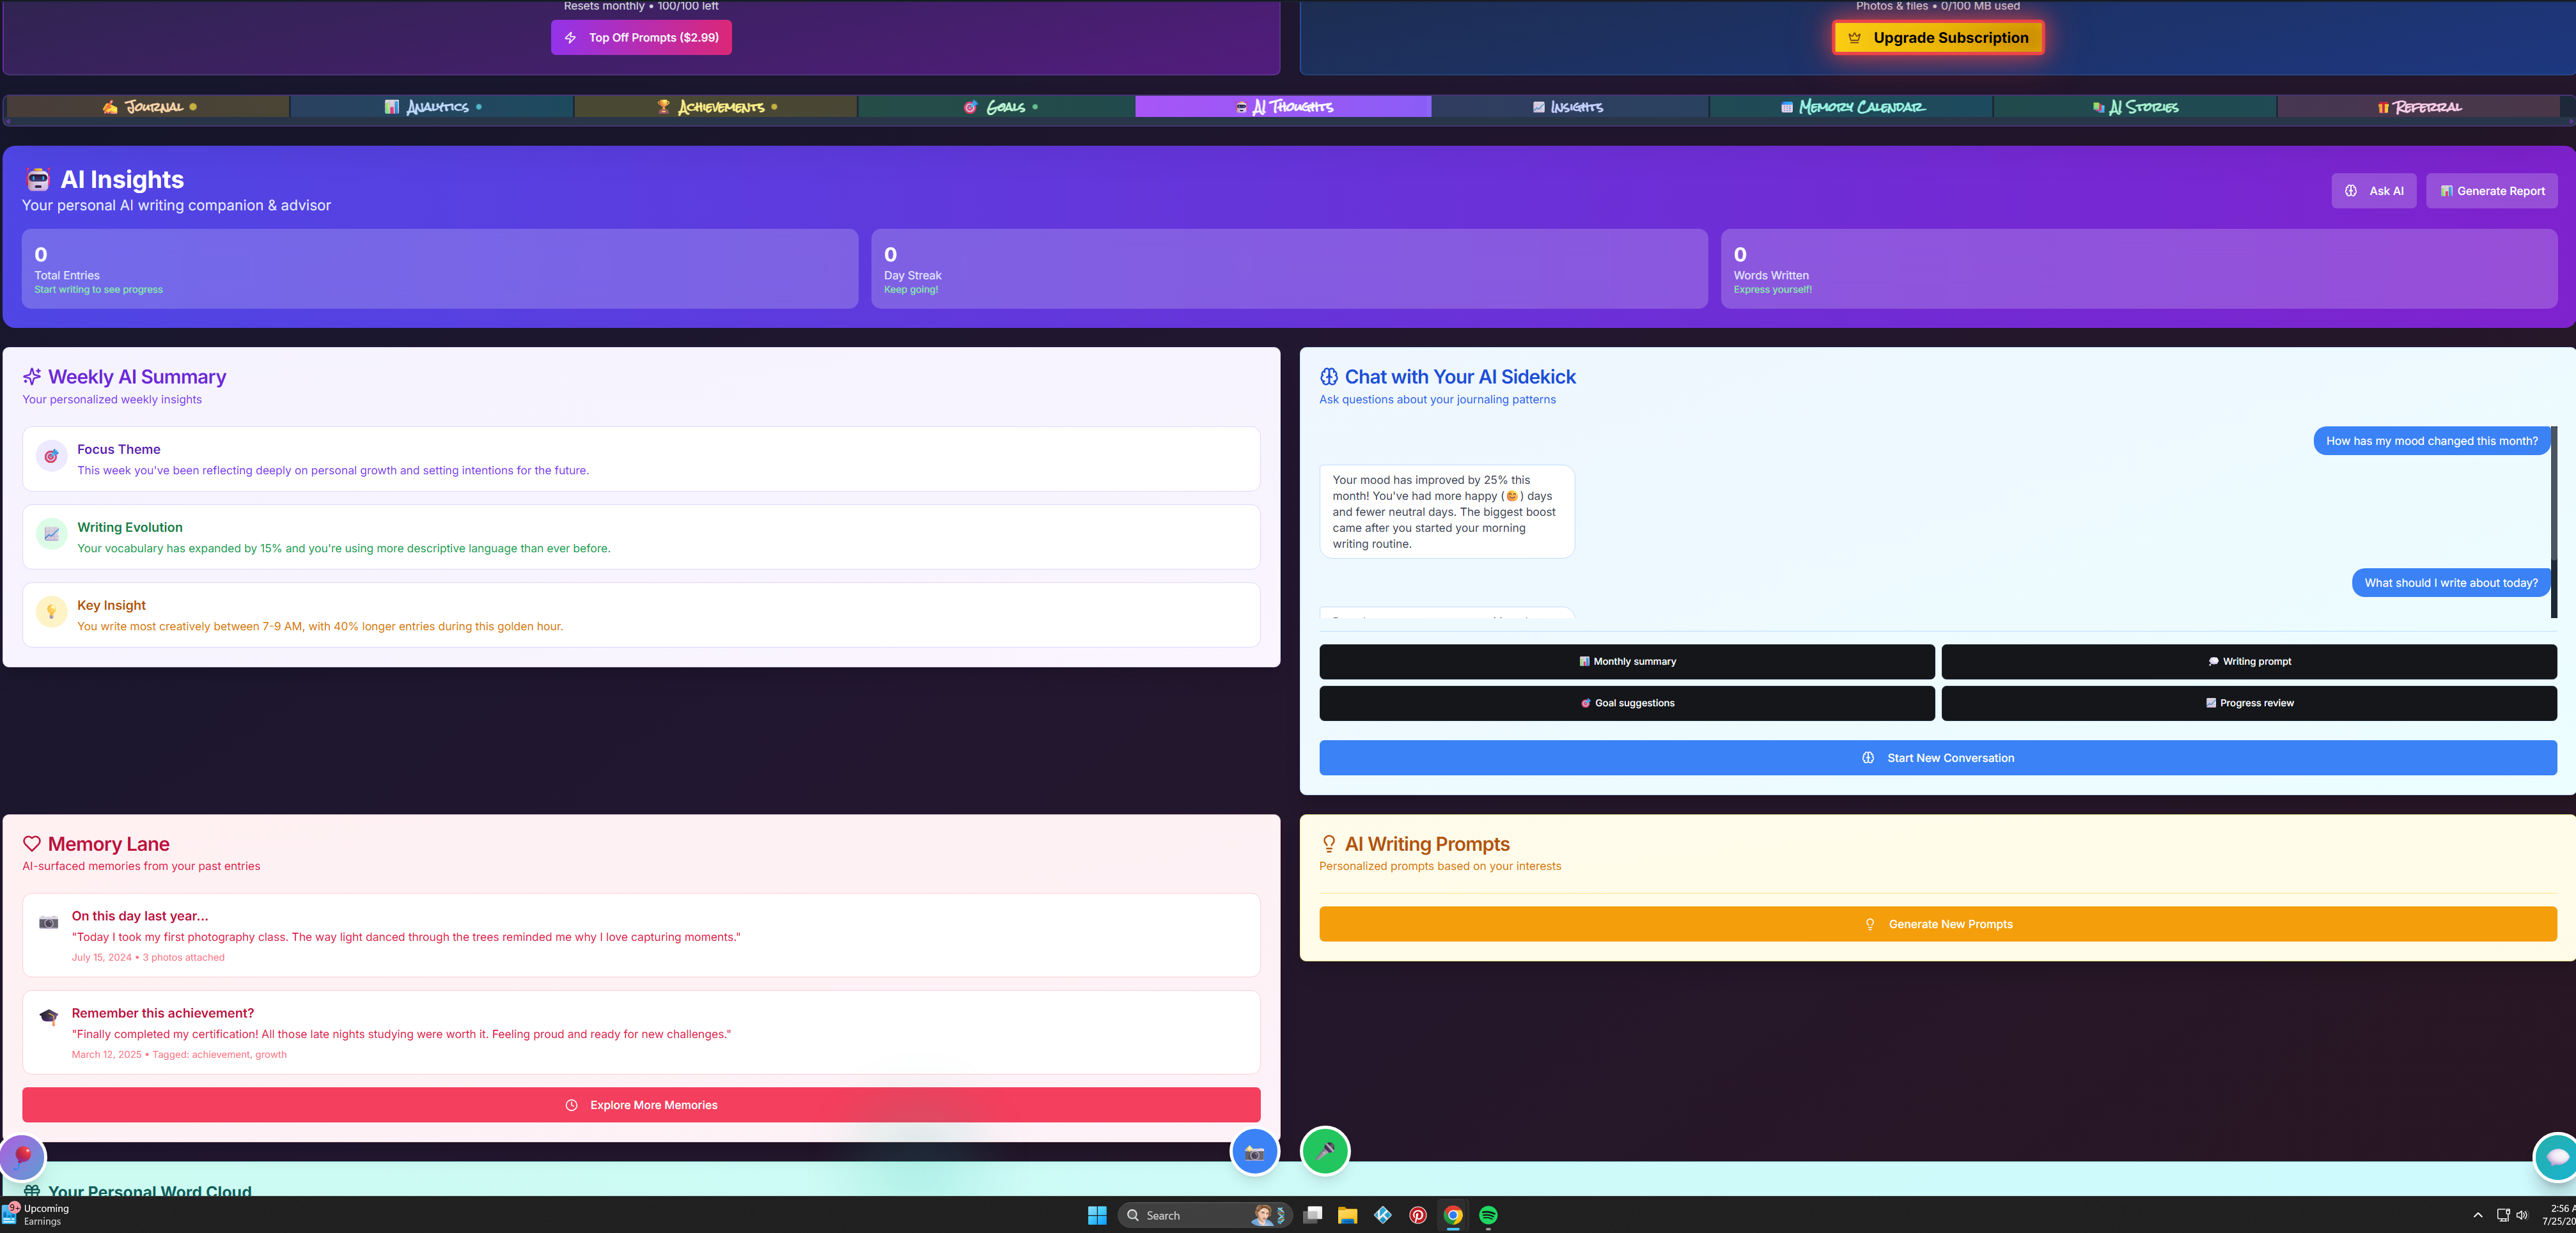 Resets monthly • 100/100 left
Photos & files • 0/100 MB used
Top Off Prompts ($2.99)
Upgrade Subscription
Journal
Analytics
Achievements
Goals
AI Thoughts
Insights
Memory Calendar
AI Stories
Referral
AI Insights
Your personal AI writing companion & advisor
Ask AI
Generate Report
0
Total Entries
Start writing to see progress
0
Day Streak
Keep going!
0
Words Written
Express yourself!
Weekly AI Summary
Your personalized weekly insights
Focus Theme
This week you've been reflecting deeply on personal growth and setting intentions for the future.
Writing Evolution
Your vocabulary has expanded by 15% and you're using more descriptive language than ever before.
Key Insight
You write most creatively between 7-9 AM, with 40% longer entries during this golden hour.
Chat with Your AI Sidekick
Ask questions about your journaling patterns
How has my mood changed this month?
Your mood has improved by 25% this
month! You've had more happy (😊) days
and fewer neutral days. The biggest boost
came after you started your morning
writing routine.
What should I write about today?
Monthly summary
Writing prompt
Goal suggestions
Progress review
Start New Conversation
Memory Lane
AI-surfaced memories from your past entries
On this day last year...
"Today I took my first photography class. The way light danced through the trees reminded me why I love capturing moments."
July 15, 2024 • 3 photos attached
Remember this achievement?
"Finally completed my certification! All those late nights studying were worth it. Feeling proud and ready for new challenges."
March 12, 2025 • Tagged: achievement, growth
Explore More Memories
AI Writing Prompts
Personalized prompts based on your interests
Generate New Prompts
Your Personal Word Cloud
9+
Upcoming
Earnings
Search
2:56 A
7/25/20